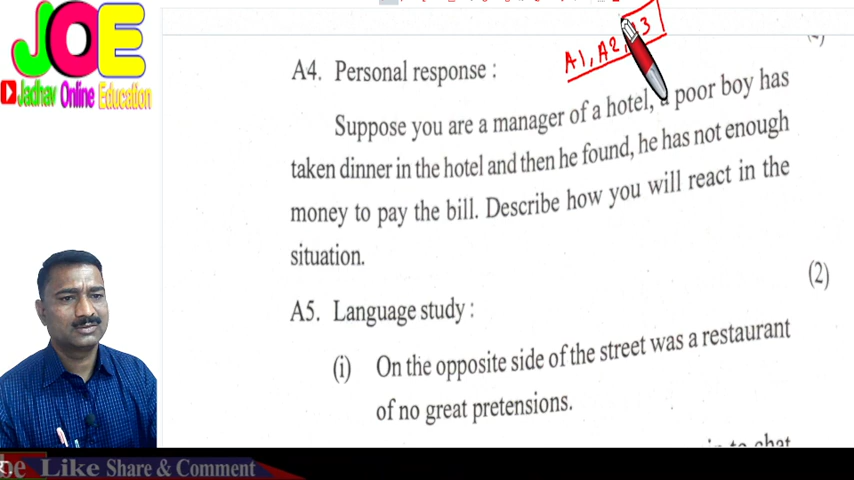 JOE
Jadhav Online Education
A1, A2,
A4. Personal response :
Suppose you are a manager of a hotel, a poor boy has
taken dinner in the hotel and then he found, he has not enough
money to pay the bill. Describe how you will react in the
situation.
(2)
A5. Language study :
(i) On the opposite side of the street was a restaurant
of no great pretensions.
be Like Share & Comment